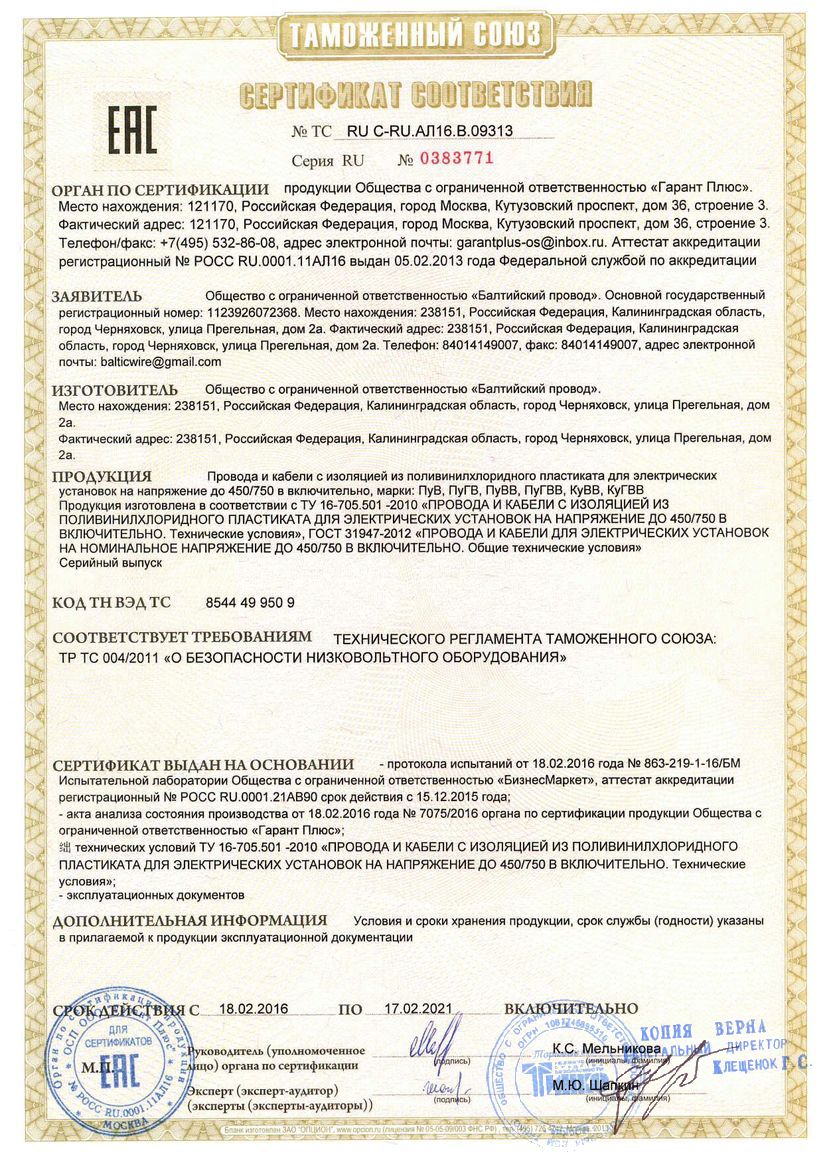 ТАМОЖЕННЫЙ СОЮЗ
СЕРТИФИКАТ СООТВЕТСТВИЯ
EAC
№ ТС RU C-RU.АЛ16.В.09313
Серия RU № 0383771
ОРГАН ПО СЕРТИФИКАЦИИ продукции Общества с ограниченной ответственностью «Гарант Плюс».
Место нахождения: 121170, Российская Федерация, город Москва, Кутузовский проспект, дом 36, строение 3.
Фактический адрес: 121170, Российская Федерация, город Москва, Кутузовский проспект, дом 36, строение 3.
Телефон/факс: +7(495) 532-86-08, адрес электронной почты: garantplus-os@inbox.ru. Аттестат аккредитации
регистрационный № РОСС RU.0001.11АЛ16 выдан 05.02.2013 года Федеральной службой по аккредитации
ЗАЯВИТЕЛЬ Общество с ограниченной ответственностью «Балтийский провод». Основной государственный
регистрационный номер: 1123926072368. Место нахождения: 238151, Российская Федерация, Калининградская область,
город Черняховск, улица Прегельная, дом 2а. Фактический адрес: 238151, Российская Федерация, Калининградская
область, город Черняховск, улица Прегельная, дом 2а. Телефон: 84014149007, факс: 84014149007, адрес электронной
почты: balticwire@gmail.com
ИЗГОТОВИТЕЛЬ Общество с ограниченной ответственностью «Балтийский провод».
Место нахождения: 238151, Российская Федерация, Калининградская область, город Черняховск, улица Прегельная, дом
2а.
Фактический адрес: 238151, Российская Федерация, Калининградская область, город Черняховск, улица Прегельная, дом
2а.
ПРОДУКЦИЯ Провода и кабели с изоляцией из поливинилхлоридного пластиката для электрических
установок на напряжение до 450/750 в включительно, марки: ПуВ, ПуГВ, ПуВВ, ПуГВВ, КуВВ, КуГВВ
Продукция изготовлена в соответствии с ТУ 16-705.501 -2010 «ПРОВОДА И КАБЕЛИ С ИЗОЛЯЦИЕЙ ИЗ
ПОЛИВИНИЛХЛОРИДНОГО ПЛАСТИКАТА ДЛЯ ЭЛЕКТРИЧЕСКИХ УСТАНОВОК НА НАПРЯЖЕНИЕ ДО 450/750 В
ВКЛЮЧИТЕЛЬНО. Технические условия», ГОСТ 31947-2012 «ПРОВОДА И КАБЕЛИ ДЛЯ ЭЛЕКТРИЧЕСКИХ УСТАНОВОК
НА НОМИНАЛЬНОЕ НАПРЯЖЕНИЕ ДО 450/750 В ВКЛЮЧИТЕЛЬНО. Общие технические условия»
Серийный выпуск
КОД ТН ВЭД ТС 8544 49 950 9
СООТВЕТСТВУЕТ ТРЕБОВАНИЯМ ТЕХНИЧЕСКОГО РЕГЛАМЕНТА ТАМОЖЕННОГО СОЮЗА:
ТР ТС 004/2011 «О БЕЗОПАСНОСТИ НИЗКОВОЛЬТНОГО ОБОРУДОВАНИЯ»
СЕРТИФИКАТ ВЫДАН НА ОСНОВАНИИ - протокола испытаний от 18.02.2016 года № 863-219-1-16/БМ
Испытательной лаборатории Общества с ограниченной ответственностью «БизнесМаркет», аттестат аккредитации
регистрационный № РОСС RU.0001.21АВ90 срок действия с 15.12.2015 года;
- акта анализа состояния производства от 18.02.2016 года № 7075/2016 органа по сертификации продукции Общества с
ограниченной ответственностью «Гарант Плюс»;
технических условий ТУ 16-705.501 -2010 «ПРОВОДА И КАБЕЛИ С ИЗОЛЯЦИЕЙ ИЗ ПОЛИВИНИЛХЛОРИДНОГО
ПЛАСТИКАТА ДЛЯ ЭЛЕКТРИЧЕСКИХ УСТАНОВОК НА НАПРЯЖЕНИЕ ДО 450/750 В ВКЛЮЧИТЕЛЬНО. Технические
условия»;
- эксплуатационных документов
ДОПОЛНИТЕЛЬНАЯ ИНФОРМАЦИЯ Условия и сроки хранения продукции, срок службы (годности) указаны
в прилагаемой к продукции эксплуатационной документации
СРОК ДЕЙСТВИЯ С 18.02.2016 ПО 17.02.2021 ВКЛЮЧИТЕЛЬНО
Орган по сертификации продукции
ОСП ООО "Гарант Плюс"
ДЛЯ
СЕРТИФИКАТОВ
EAC
№ РОСС RU.0001.11АЛ16
МОСКВА
М.П.
Руководитель (уполномоченное
лицо) органа по сертификации
(подпись)
К.С. Мельникова
(инициалы, фамилия)
Эксперт (эксперт-аудитор)
(эксперты (эксперты-аудиторы))
(подпись)
М.Ю. Щапкин
(инициалы, фамилия)
КОПИЯ ВЕРНА
ГЕНЕРАЛЬНЫЙ ДИРЕКТОР
КЛЕЩЕНОК Г.С.
Бланк изготовлен ЗАО "ОПЦИОН", www.opcion.ru (лицензия № 05-05-09/003 ФНС РФ)